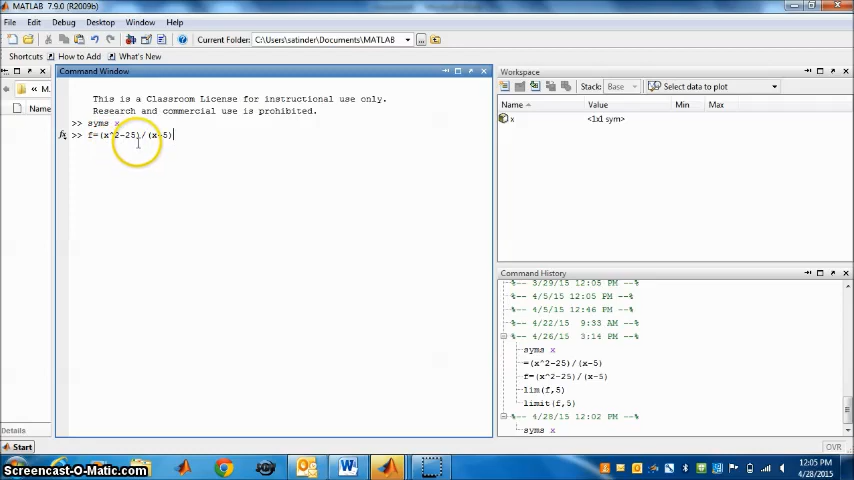 MATLAB 7.9.0 (R2009b)
File Edit Debug Desktop Window Help
Current Folder: C:\Users\satinder\Documents\MATLAB
Shortcuts How to Add What's New
Command Window
Workspace
Stack: Base Select data to plot
« M.
Name
Name Value Min Max
x <1x1 sym>
This is a Classroom License for instructional use only.
Research and commercial use is prohibited.
>> syms x
fx >> f=(x^2-25)/(x-5)
Command History
%-- 3/29/15 12:05 PM --%
%-- 4/5/15 12:05 PM --%
%-- 4/5/15 12:46 PM --%
%-- 4/22/15 9:33 AM --%
%-- 4/26/15 3:14 PM --%
syms x
=(x^2-25)/(x-5)
f=(x^2-25)/(x-5)
lim(f,5)
limit(f,5)
%-- 4/28/15 12:02 PM --%
syms x
Details
Start
OVR
Screencast-O-Matic.com
12:05 PM
4/28/2015